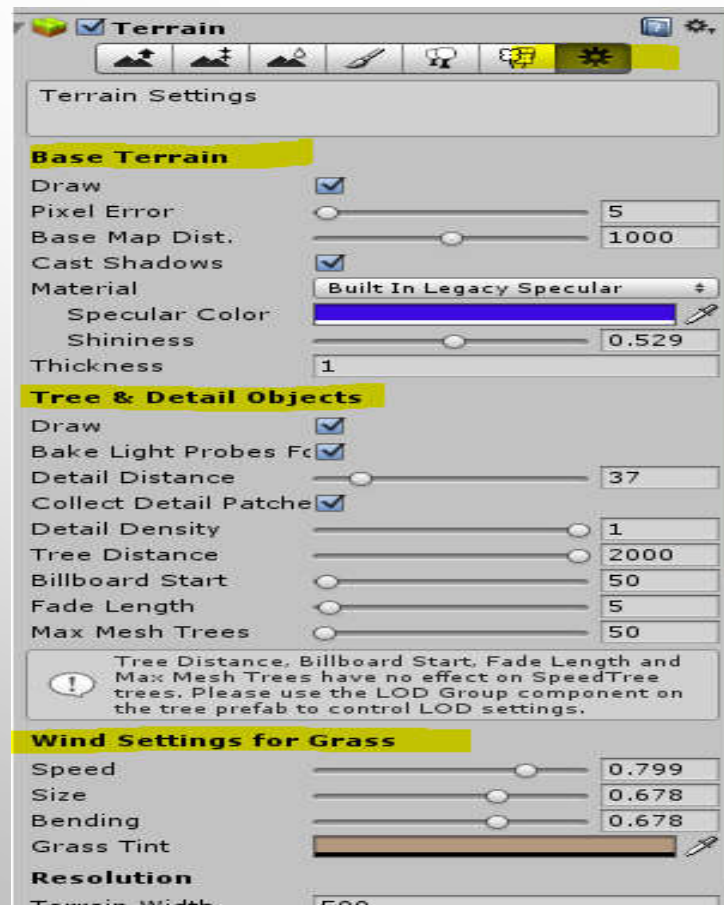 Terrain
Terrain Settings
Base Terrain
Draw
Pixel Error 5
Base Map Dist. 1000
Cast Shadows
Material Built In Legacy Specular
Specular Color
Shininess 0.529
Thickness 1
Tree & Detail Objects
Draw
Bake Light Probes Fo
Detail Distance 37
Collect Detail Patche
Detail Density 1
Tree Distance 2000
Billboard Start 50
Fade Length 5
Max Mesh Trees 50
Tree Distance, Billboard Start, Fade Length and
Max Mesh Trees have no effect on SpeedTree
trees. Please use the LOD Group component on
the tree prefab to control LOD settings.
Wind Settings for Grass
Speed 0.799
Size 0.678
Bending 0.678
Grass Tint
Resolution
Terrain Width